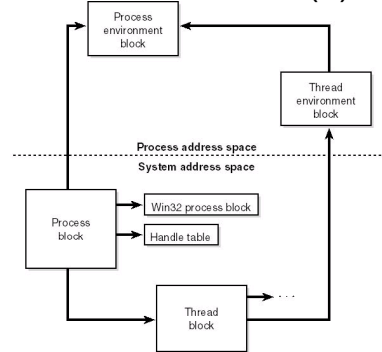 Process
environment
block
Thread
environment
block
Process address space
System address space
Process
block
Win32 process block
Handle table
Thread
block
. . .